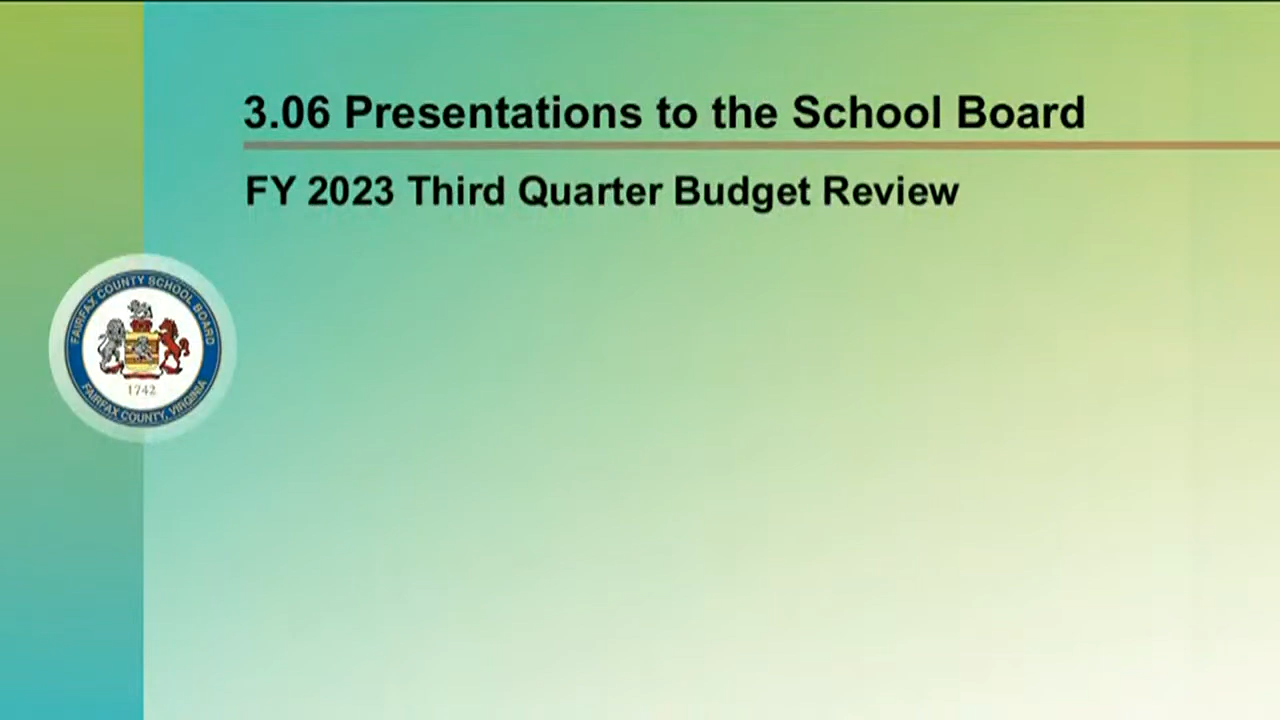 3.06 Presentations to the School Board
FY 2023 Third Quarter Budget Review
FAIRFAX COUNTY SCHOOL BOARD
1742
FAIRFAX COUNTY, VIRGINIA